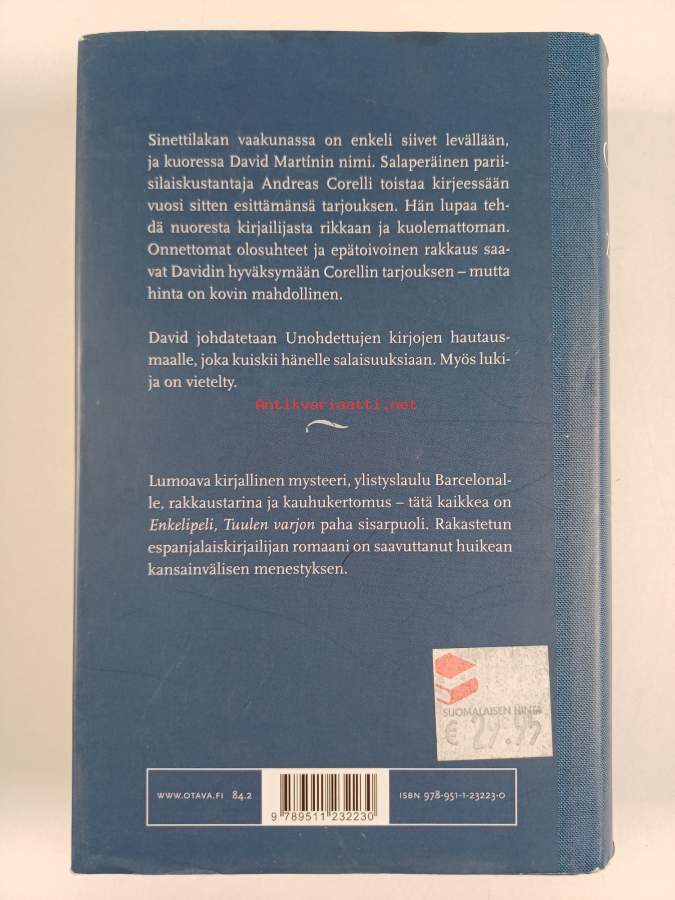 Sinettilakan vaakunassa on enkeli siivet levällään,
ja kuoressa David Martínin nimi. Salaperäinen parii-
silaiskustantaja Andreas Corelli toistaa kirjeessään
vuosi sitten esittämänsä tarjouksen. Hän lupaa teh-
dä nuoresta kirjailijasta rikkaan ja kuolemattoman.
Onnettomat olosuhteet ja epätoivoinen rakkaus saa-
vat Davidin hyväksymään Corellin tarjouksen – mutta
hinta on kovin mahdollinen.
David johdatetaan Unohdettujen kirjojen hautaus-
maalle, joka kuiskii hänelle salaisuuksiaan. Myös luki-
ja on vietelty.
Antikvariaatti.net
Lumoava kirjallinen mysteeri, ylistyslaulu Barcelonal-
le, rakkaustarina ja kauhukertomus – tätä kaikkea on
Enkelipeli, Tuulen varjon paha sisarpuoli. Rakastetun
espanjalaiskirjailijan romaani on saavuttanut huikean
kansainvälisen menestyksen.
SUOMALAISEN HINTA
€ 29.95
WWW.OTAVA.FI 84.2
ISBN 978-951-1-23223-0
9 789511 232230